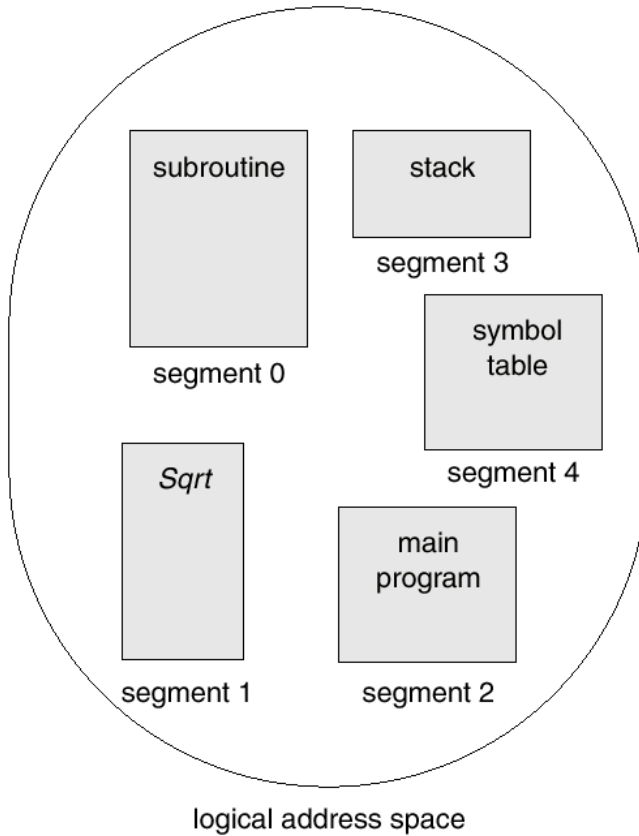 subroutine
segment 0
stack
segment 3
symbol
table
segment 4
Sqrt
segment 1
main
program
segment 2
logical address space